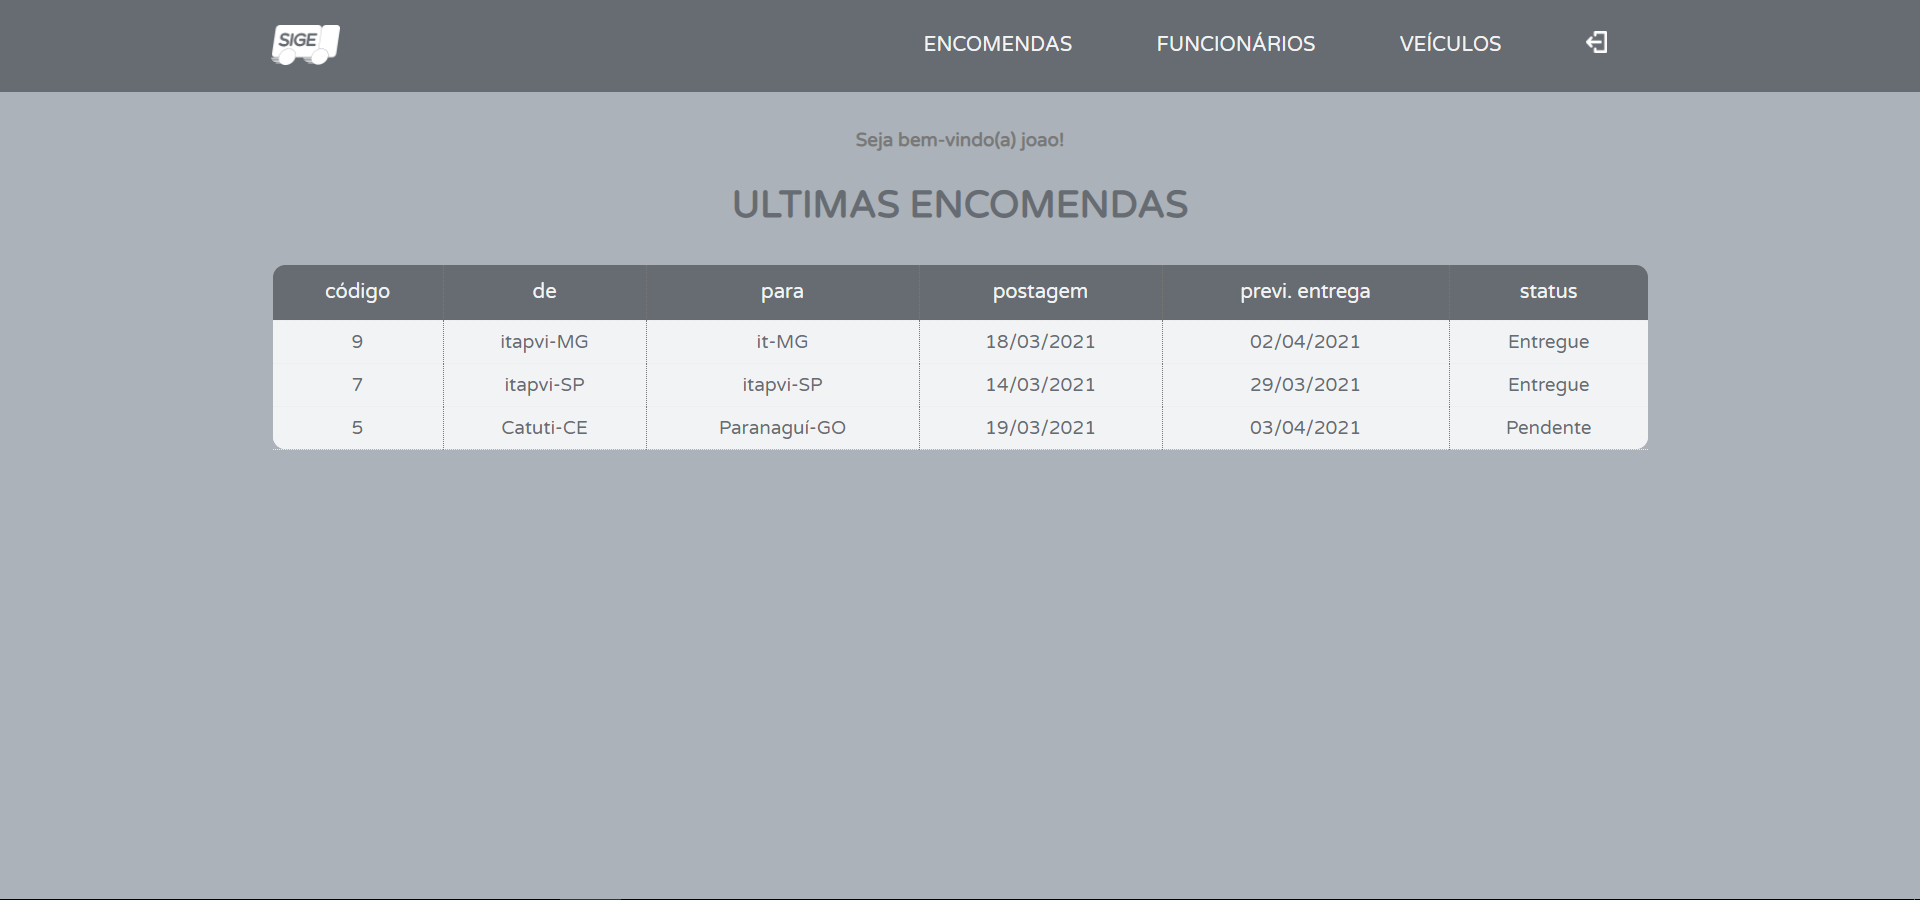 SIGE ENCOMENDAS FUNCIONÁRIOS VEÍCULOS
Seja bem-vindo(a) joao!
ULTIMAS ENCOMENDAS
código de para postagem previ. entrega status
9 itapvi-MG it-MG 18/03/2021 02/04/2021 Entregue
7 itapvi-SP itapvi-SP 14/03/2021 29/03/2021 Entregue
5 Catuti-CE Paranaguí-GO 19/03/2021 03/04/2021 Pendente